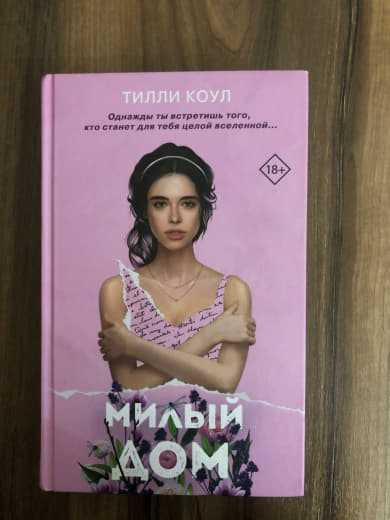 ТИЛЛИ КОУЛ
Однажды ты встретишь того,
кто станет для тебя целой вселенной...
18+
МИЛЫЙ
ДОМ